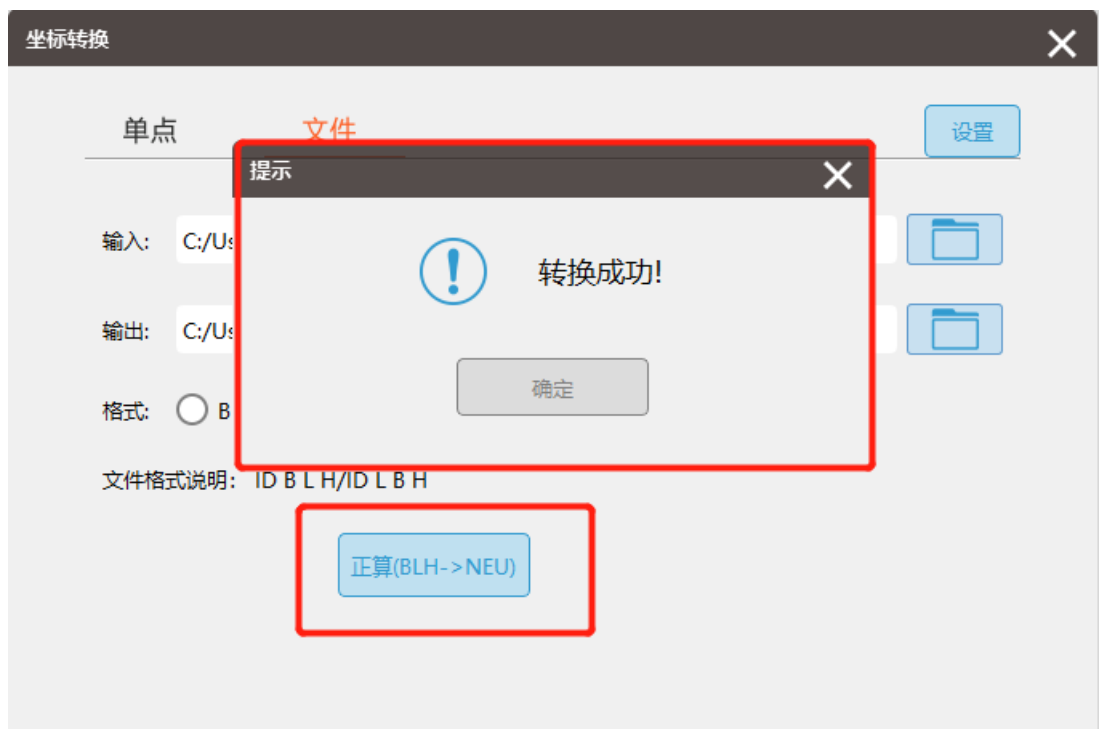 坐标转换
单点 文件 设置
提示
输入: C:/Us
转换成功!
输出: C:/Us
确定
格式: B
文件格式说明: ID B L H/ID L B H
正算(BLH->NEU)